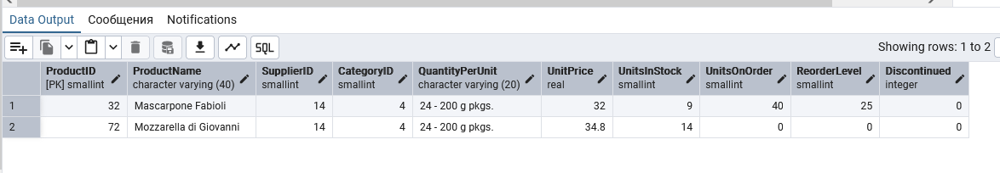 Data Output Сообщения Notifications
SQL Showing rows: 1 to 2
ProductID ProductName SupplierID CategoryID QuantityPerUnit UnitPrice UnitsInStock UnitsOnOrder ReorderLevel Discontinued
[PK] smallint character varying (40) smallint smallint character varying (20) real smallint smallint smallint integer
1 32 Mascarpone Fabioli 14 4 24 - 200 g pkgs. 32 9 40 25 0
2 72 Mozzarella di Giovanni 14 4 24 - 200 g pkgs. 34.8 14 0 0 0